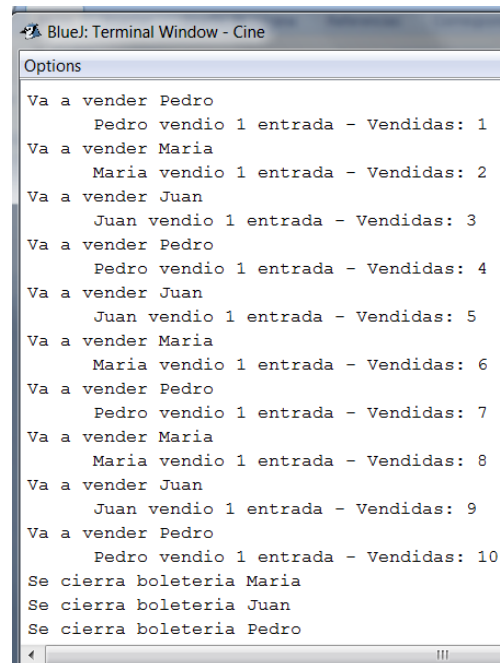 BlueJ: Terminal Window - Cine
Options
Va a vender Pedro
Pedro vendio 1 entrada - Vendidas: 1
Va a vender Maria
Maria vendio 1 entrada - Vendidas: 2
Va a vender Juan
Juan vendio 1 entrada - Vendidas: 3
Va a vender Pedro
Pedro vendio 1 entrada - Vendidas: 4
Va a vender Juan
Juan vendio 1 entrada - Vendidas: 5
Va a vender Maria
Maria vendio 1 entrada - Vendidas: 6
Va a vender Pedro
Pedro vendio 1 entrada - Vendidas: 7
Va a vender Maria
Maria vendio 1 entrada - Vendidas: 8
Va a vender Juan
Juan vendio 1 entrada - Vendidas: 9
Va a vender Pedro
Pedro vendio 1 entrada - Vendidas: 10
Se cierra boleteria Maria
Se cierra boleteria Juan
Se cierra boleteria Pedro